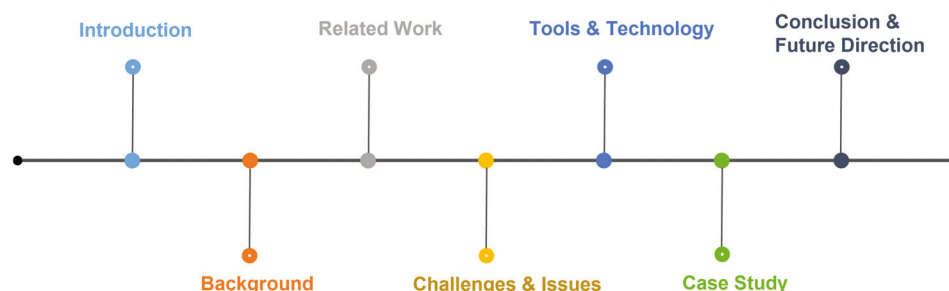 Introduction
Background
Related Work
Challenges & Issues
Tools & Technology
Case Study
Conclusion &
Future Direction